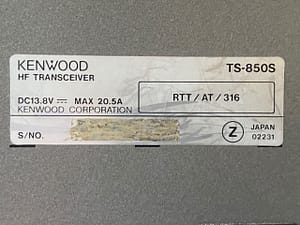 KENWOOD TS-850S
HF TRANSCEIVER
DC13.8V ⎓ MAX 20.5A
KENWOOD CORPORATION
RTT / AT / 316
S/NO.
Z
JAPAN
02231